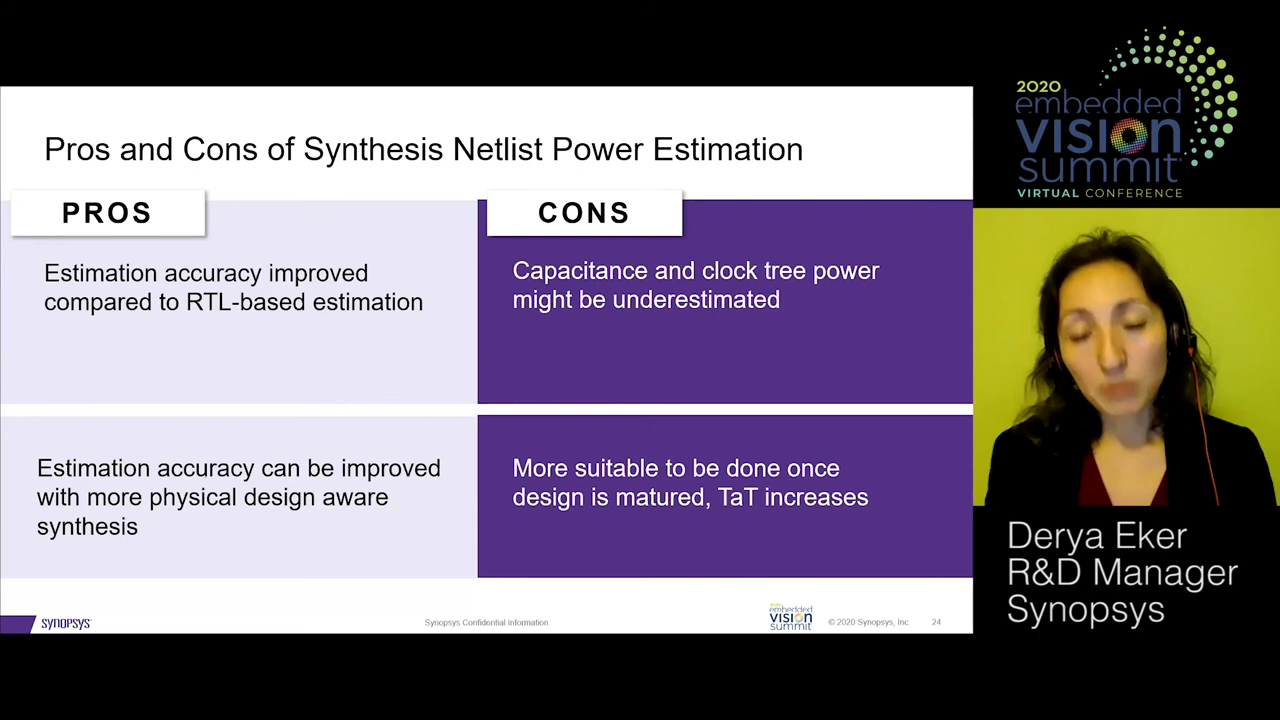 Pros and Cons of Synthesis Netlist Power Estimation
PROS
Estimation accuracy improved
compared to RTL-based estimation
Estimation accuracy can be improved
with more physical design aware
synthesis
CONS
Capacitance and clock tree power
might be underestimated
More suitable to be done once
design is matured, TaT increases
SYNOPSYS
Synopsys Confidential Information
embedded
VISION
summit
© 2020 Synopsys, Inc.
24
2020
embedded
VISION
summit
VIRTUAL CONFERENCE
Derya Eker
R&D Manager
Synopsys